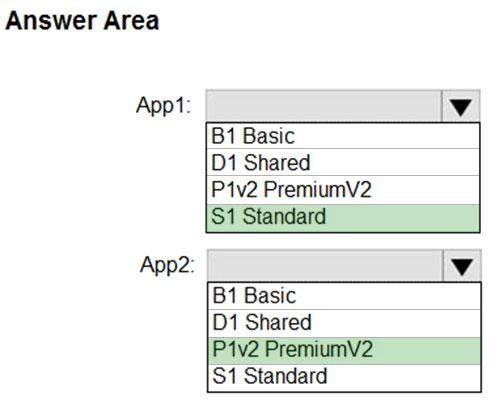 Answer Area
App1:
B1 Basic
D1 Shared
P1v2 PremiumV2
S1 Standard
App2:
B1 Basic
D1 Shared
P1v2 PremiumV2
S1 Standard